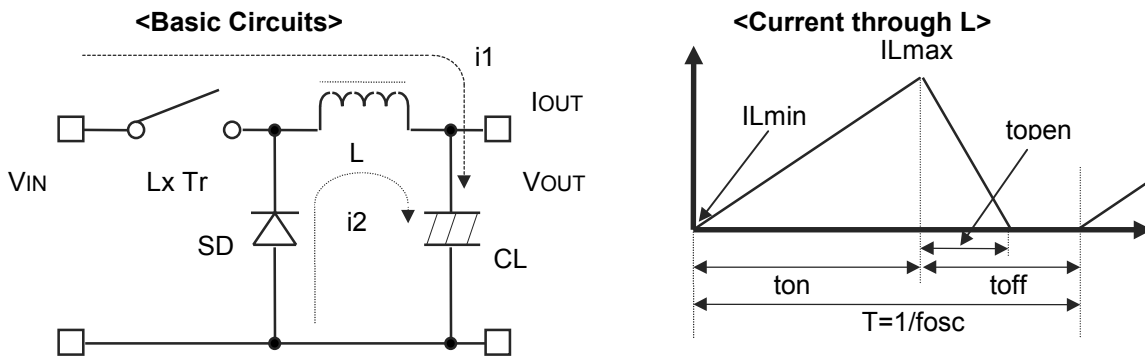 <Basic Circuits>
i1
IOUT
VIN
Lx Tr
L
VOUT
i2
SD
CL
<Current through L>
ILmax
ILmin
topen
ton
toff
T=1/fosc